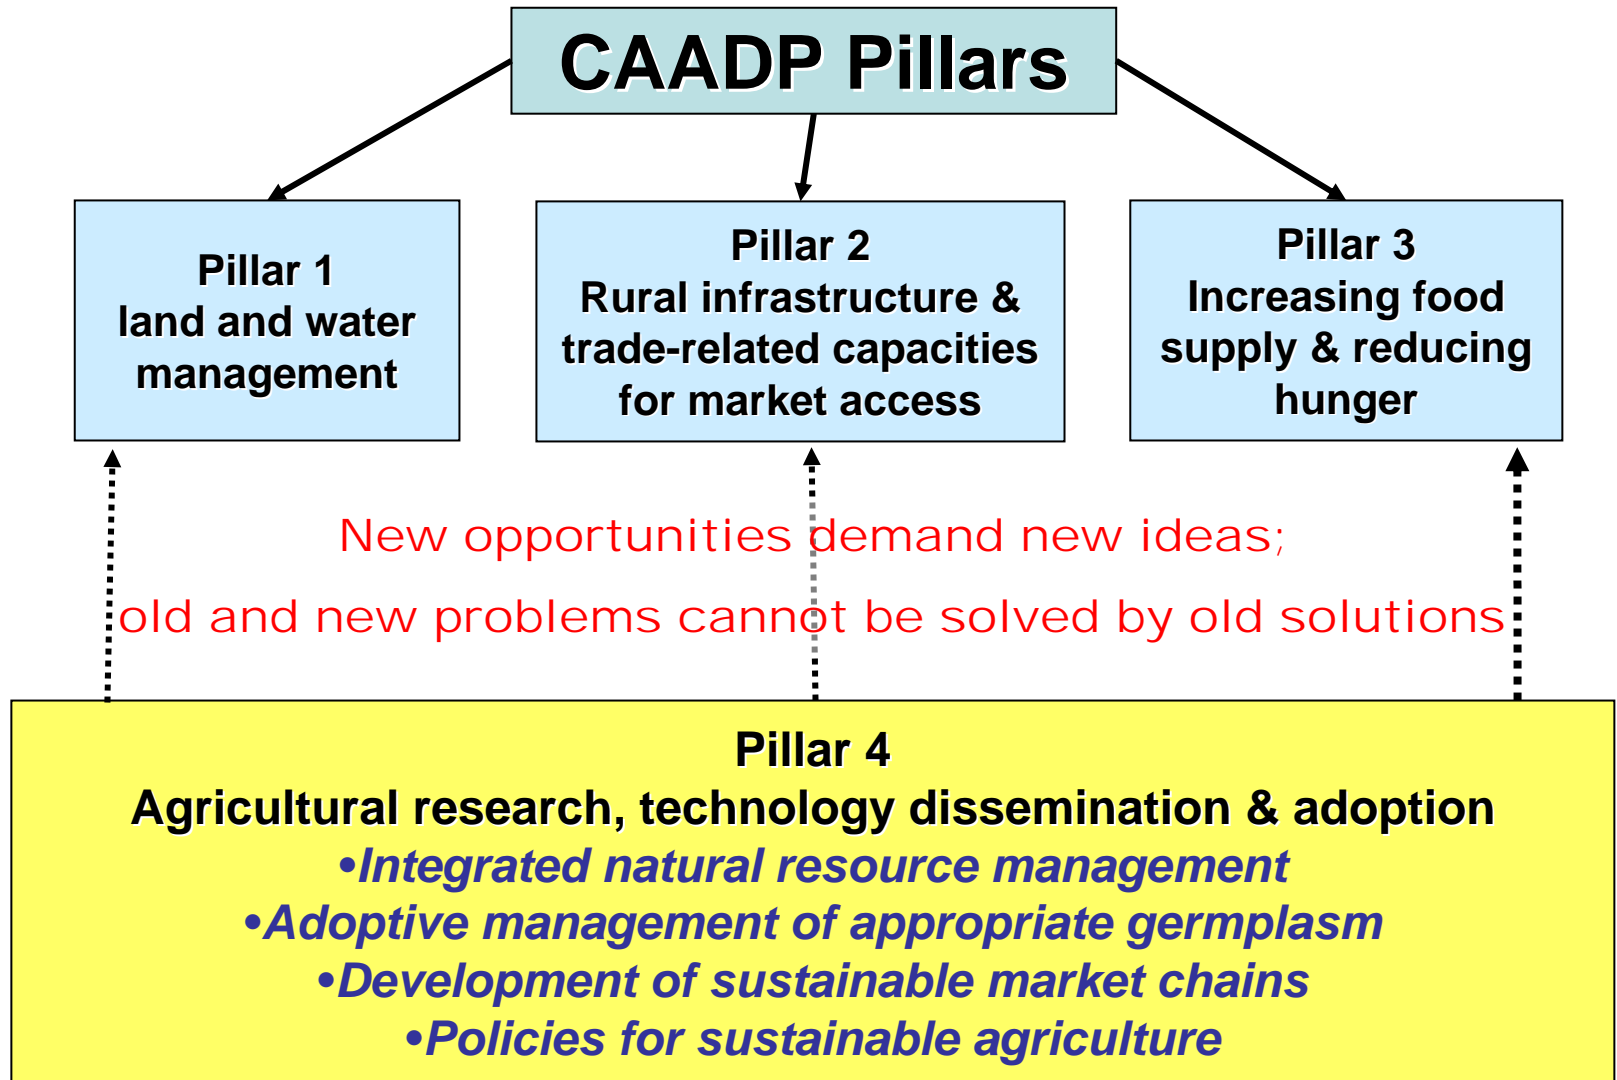 CAADP Pillars
Pillar 1
land and water
management
Pillar 2
Rural infrastructure &
trade-related capacities
for market access
Pillar 3
Increasing food
supply & reducing
hunger
New opportunities demand new ideas;
old and new problems cannot be solved by old solutions
Pillar 4
Agricultural research, technology dissemination & adoption
•Integrated natural resource management
•Adoptive management of appropriate germplasm
•Development of sustainable market chains
•Policies for sustainable agriculture